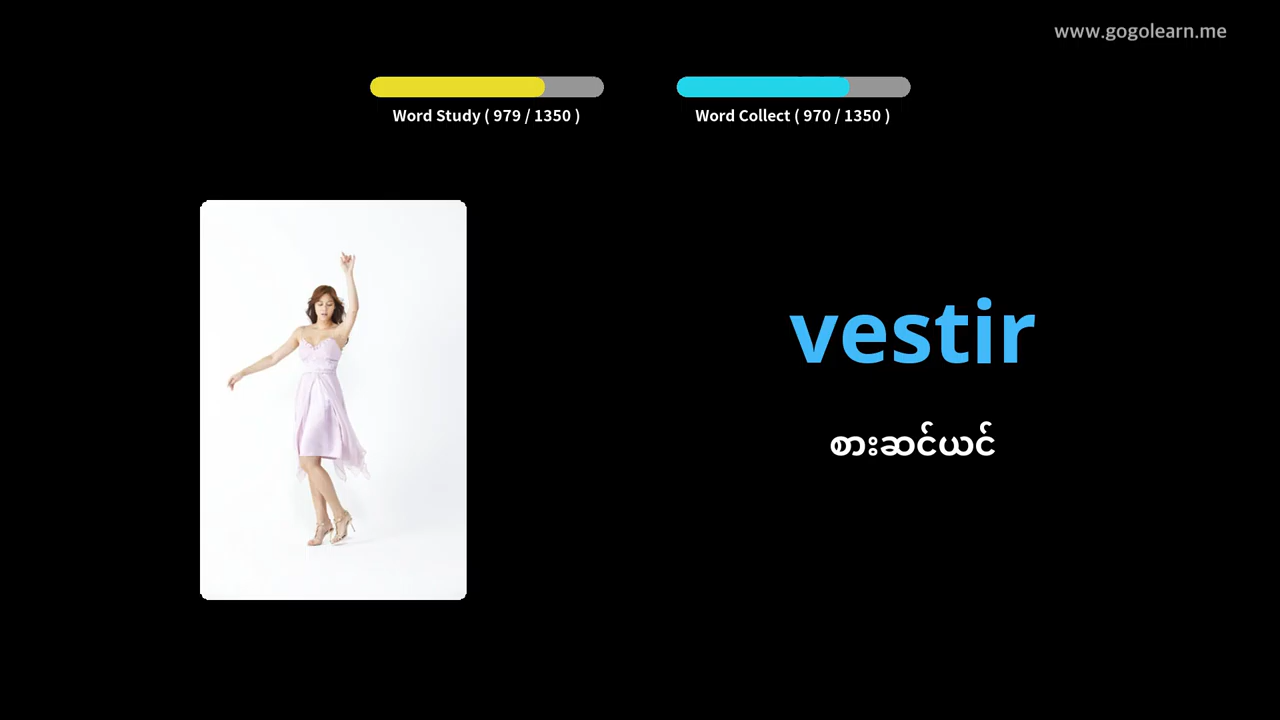 www.gogolearn.me
Word Study ( 979 / 1350 )
Word Collect ( 970 / 1350 )
vestir
စားဆင်ယင်